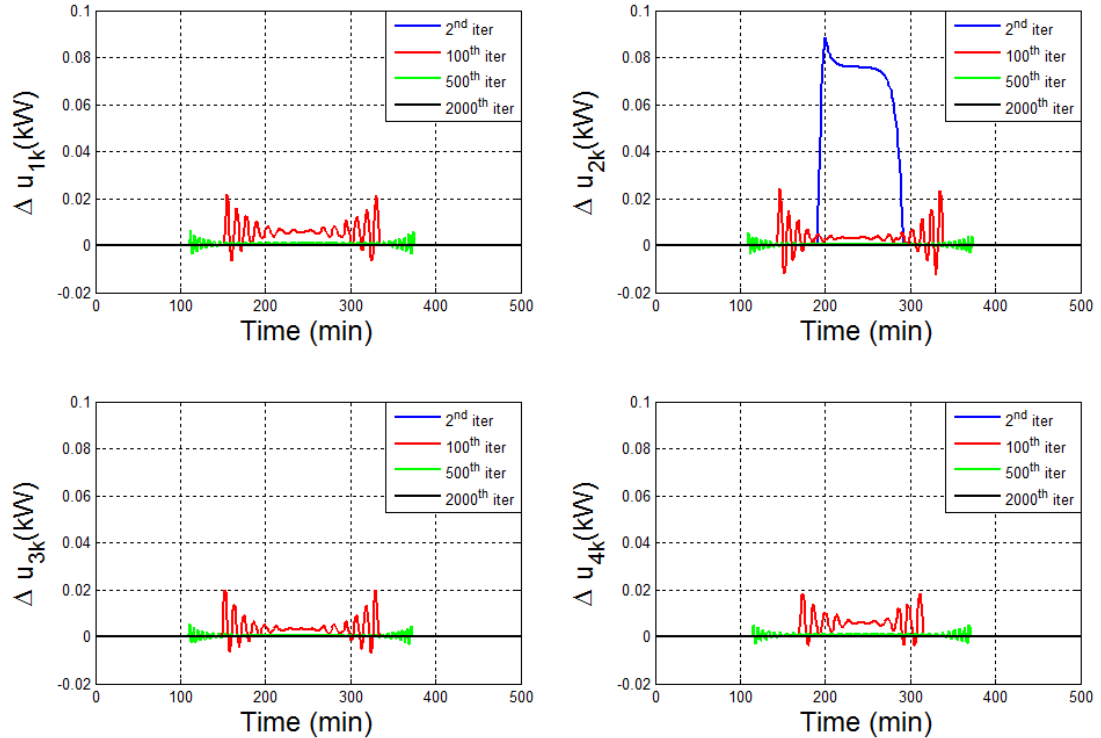 Δ u1k(kW)
0.1
0.08
0.06
0.04
0.02
0
-0.02
0 100 200 300 400 500
Time (min)
2nd iter
100th iter
500th iter
2000th iter
Δ u2k(kW)
0.1
0.08
0.06
0.04
0.02
0
-0.02
0 100 200 300 400 500
Time (min)
2nd iter
100th iter
500th iter
2000th iter
Δ u3k(kW)
0.1
0.08
0.06
0.04
0.02
0
-0.02
0 100 200 300 400 500
Time (min)
2nd iter
100th iter
500th iter
2000th iter
Δ u4k(kW)
0.1
0.08
0.06
0.04
0.02
0
-0.02
0 100 200 300 400 500
Time (min)
2nd iter
100th iter
500th iter
2000th iter